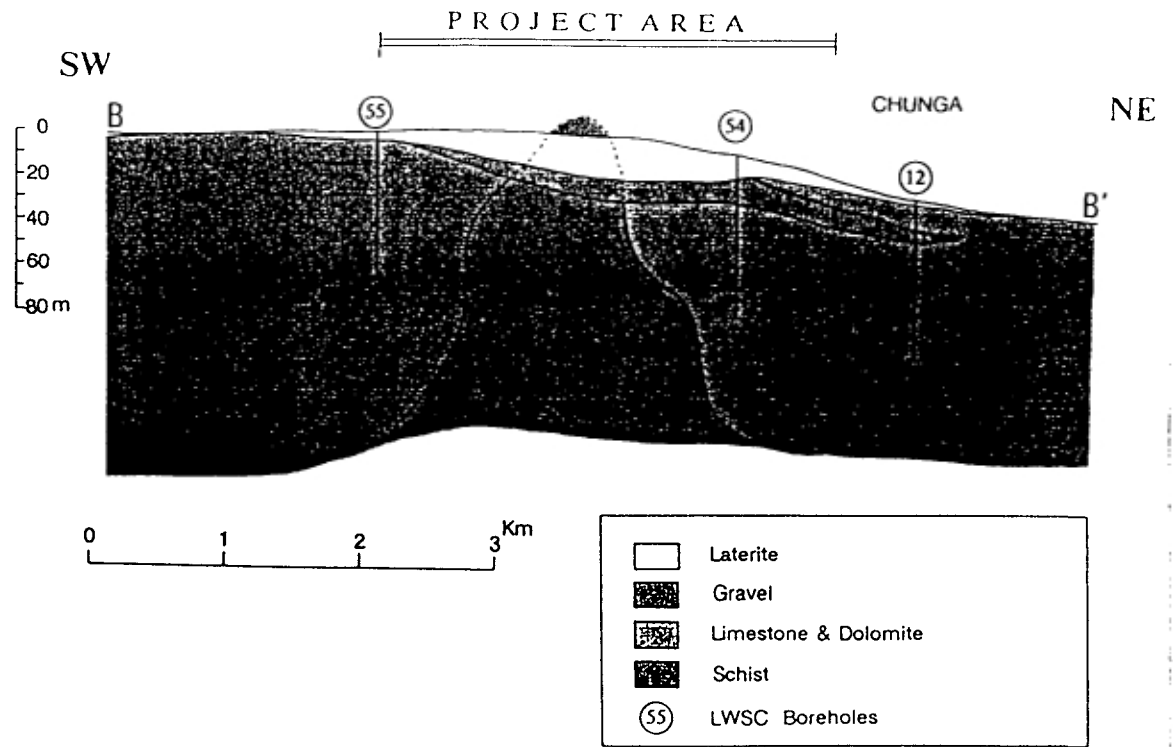 PROJECT AREA
SW
NE
B
55
54
CHUNGA
12
B'
0
20
40
60
80 m
0 1 2 3 Km
Laterite
Gravel
Limestone & Dolomite
Schist
55 LWSC Boreholes